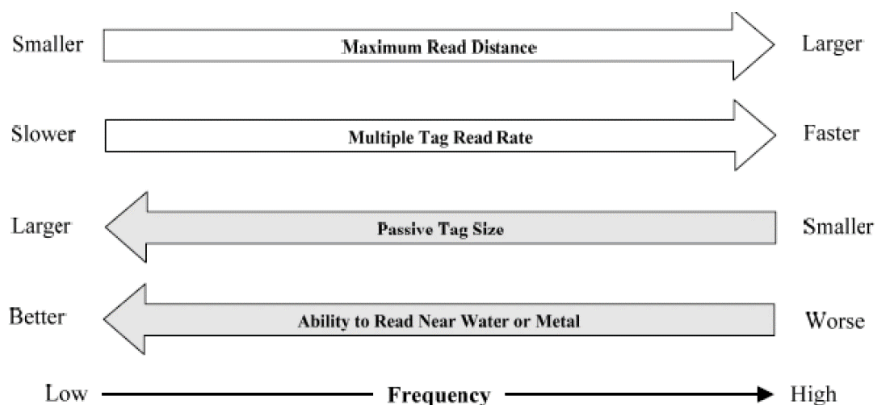 Smaller Maximum Read Distance Larger
Slower Multiple Tag Read Rate Faster
Larger Passive Tag Size Smaller
Better Ability to Read Near Water or Metal Worse
Low Frequency High